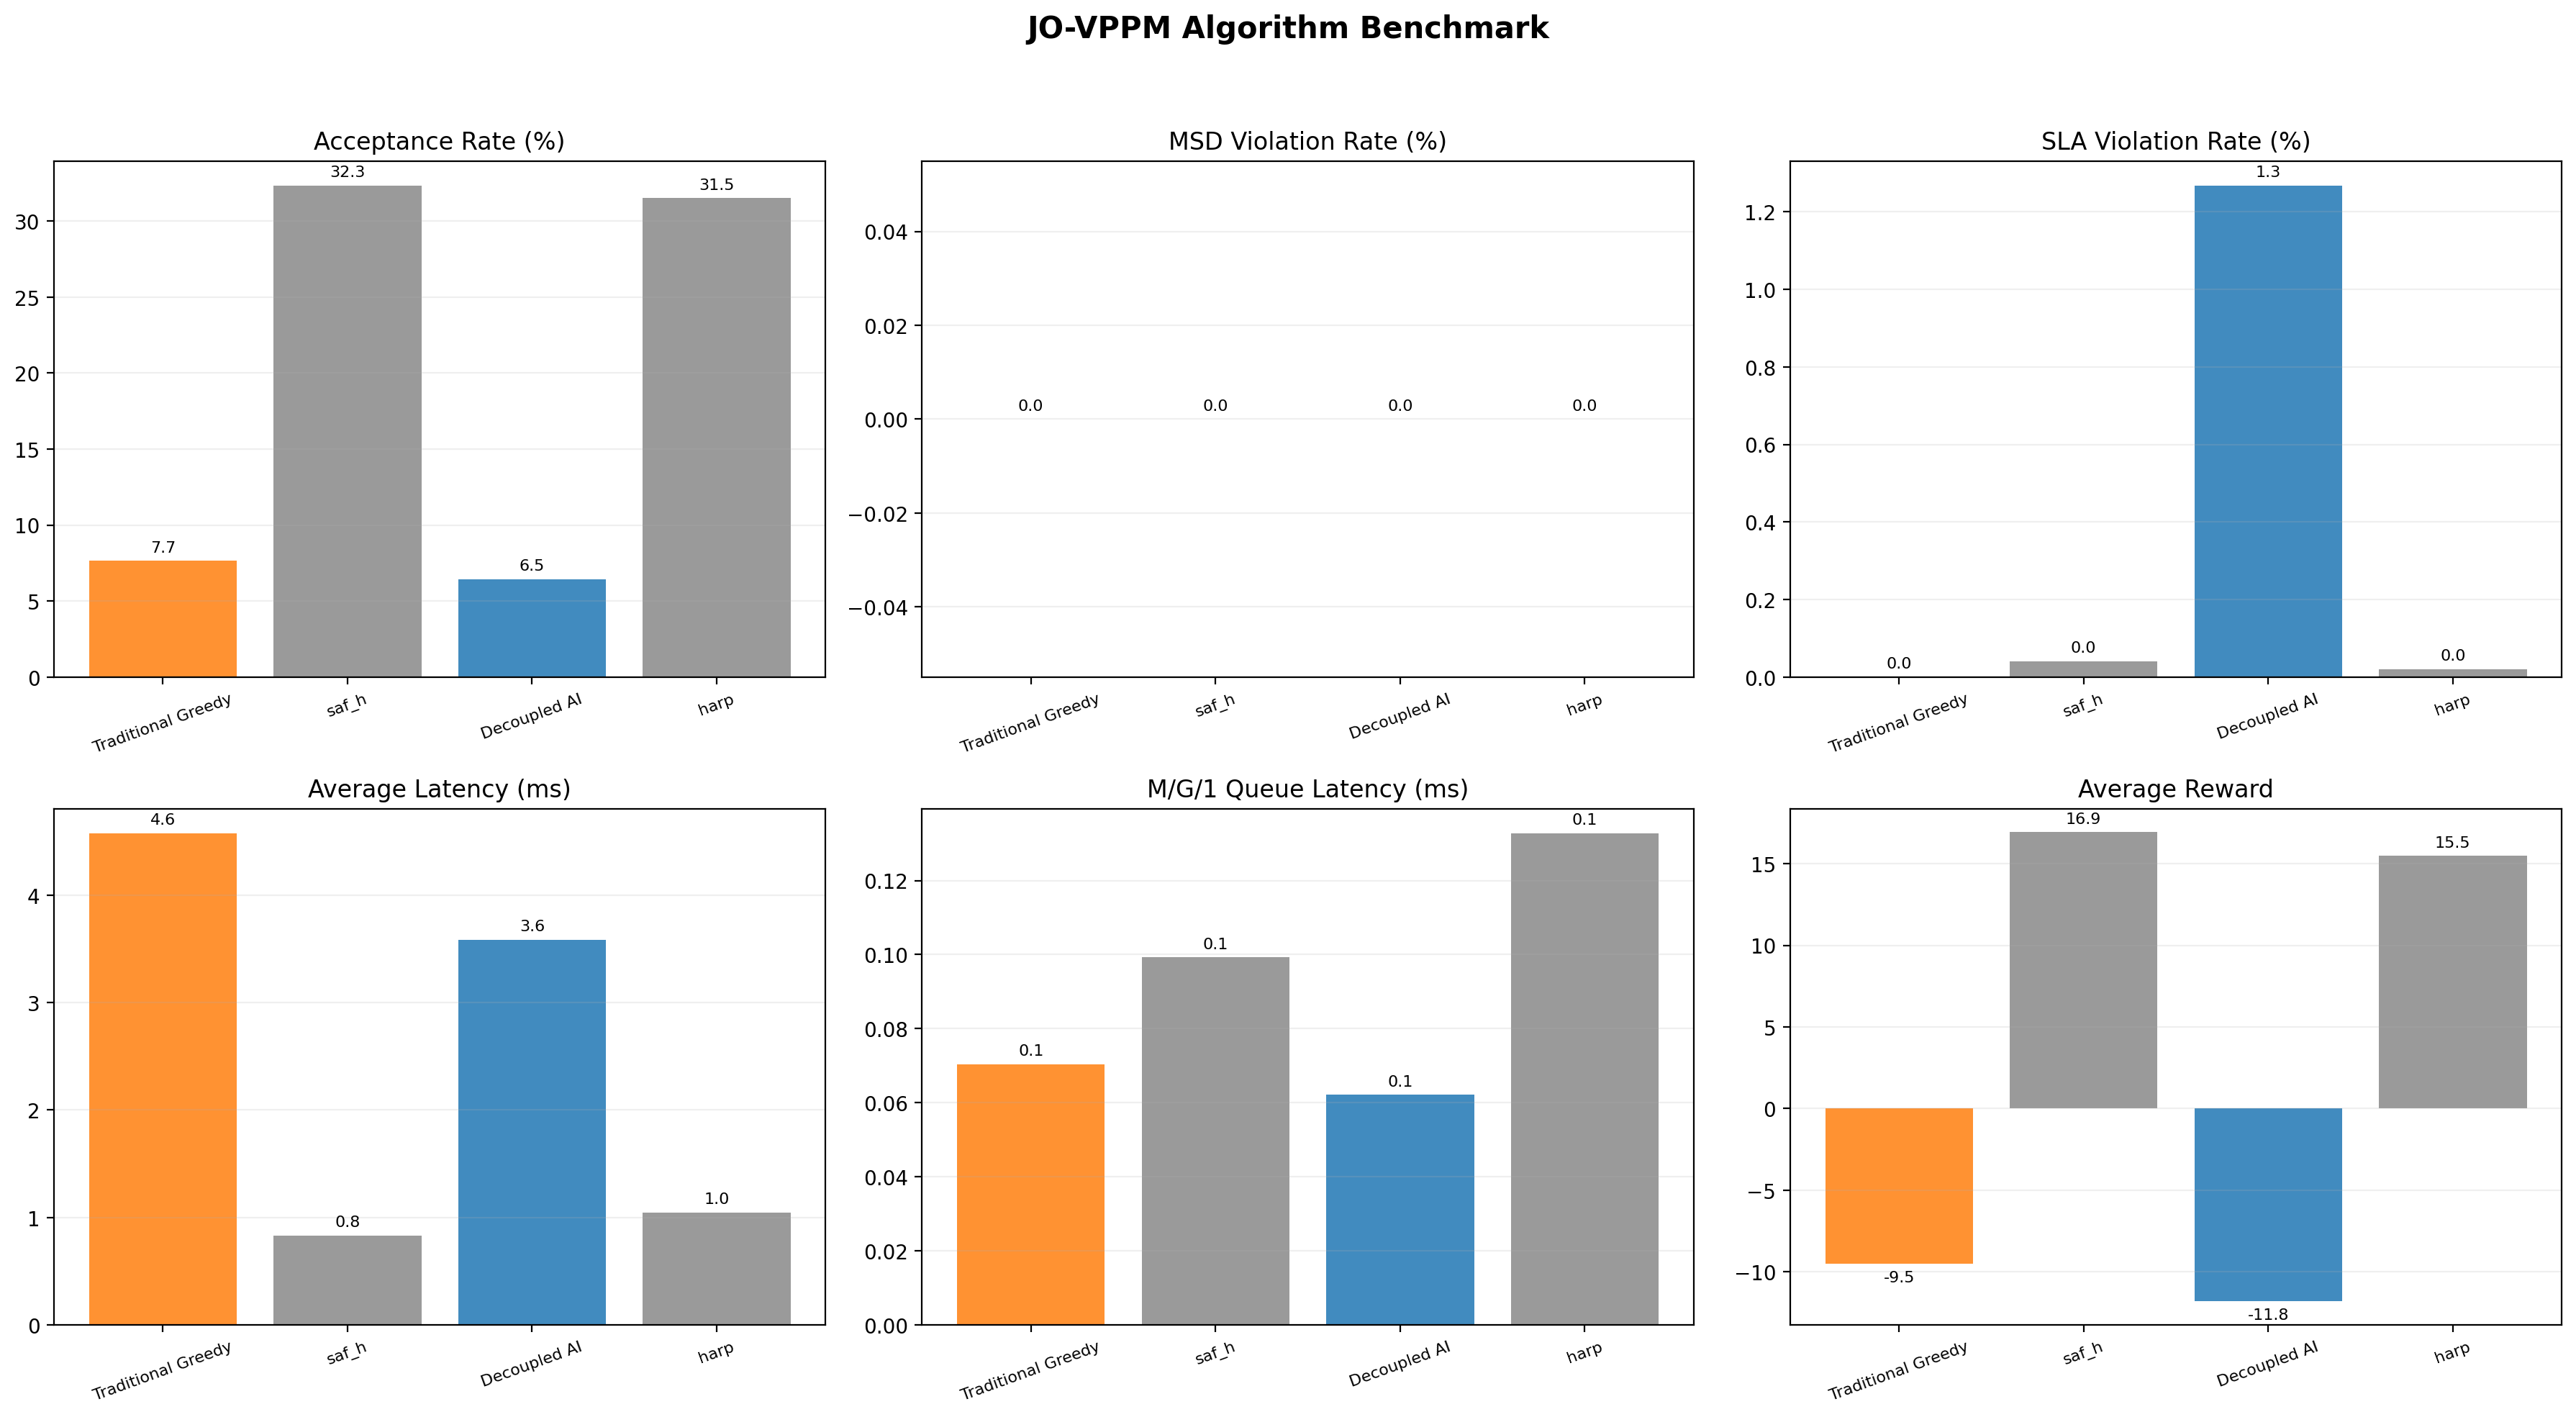 JO-VPPM Algorithm Benchmark
Acceptance Rate (%)
30
25
20
15
10
5
0
7.7
32.3
6.5
31.5
Traditional Greedy
saf_h
Decoupled AI
harp
MSD Violation Rate (%)
0.04
0.02
0.00
−0.02
−0.04
0.0
0.0
0.0
0.0
Traditional Greedy
saf_h
Decoupled AI
harp
SLA Violation Rate (%)
1.2
1.0
0.8
0.6
0.4
0.2
0.0
0.0
0.0
1.3
0.0
Traditional Greedy
saf_h
Decoupled AI
harp
Average Latency (ms)
4
3
2
1
0
4.6
0.8
3.6
1.0
Traditional Greedy
saf_h
Decoupled AI
harp
M/G/1 Queue Latency (ms)
0.12
0.10
0.08
0.06
0.04
0.02
0.00
0.1
0.1
0.1
0.1
Traditional Greedy
saf_h
Decoupled AI
harp
Average Reward
15
10
5
0
−5
−10
-9.5
16.9
-11.8
15.5
Traditional Greedy
saf_h
Decoupled AI
harp